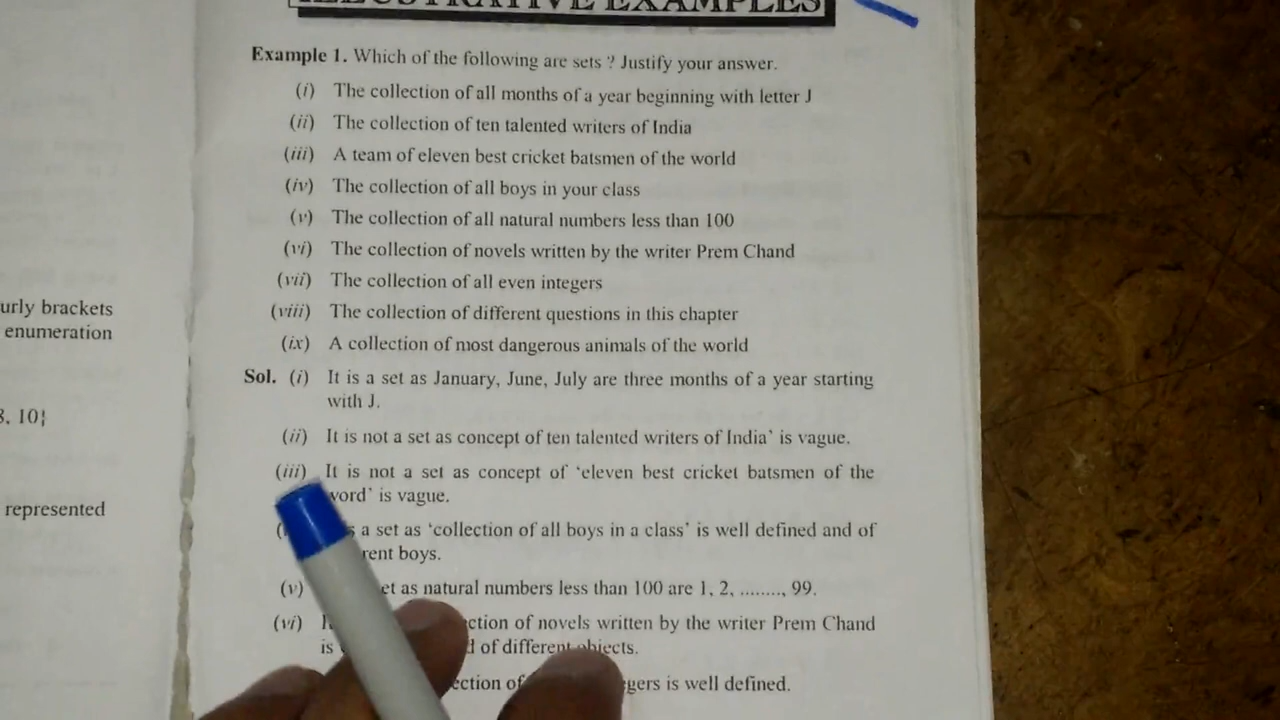 ILLUSTRATIVE EXAMPLES
Example 1. Which of the following are sets ? Justify your answer.
(i) The collection of all months of a year beginning with letter J
(ii) The collection of ten talented writers of India
(iii) A team of eleven best cricket batsmen of the world
(iv) The collection of all boys in your class
(v) The collection of all natural numbers less than 100
(vi) The collection of novels written by the writer Prem Chand
(vii) The collection of all even integers
(viii) The collection of different questions in this chapter
(ix) A collection of most dangerous animals of the world
urly brackets
enumeration
8, 10}
represented
Sol. (i) It is a set as January, June, July are three months of a year starting
with J.
(ii) It is not a set as concept of ten talented writers of India' is vague.
(iii) It is not a set as concept of 'eleven best cricket batsmen of the
word' is vague.
a set as 'collection of all boys in a class' is well defined and of
rent boys.
(v) et as natural numbers less than 100 are 1, 2, ........, 99.
(vi) ction of novels written by the writer Prem Chand
is d of different objects.
ection of gers is well defined.